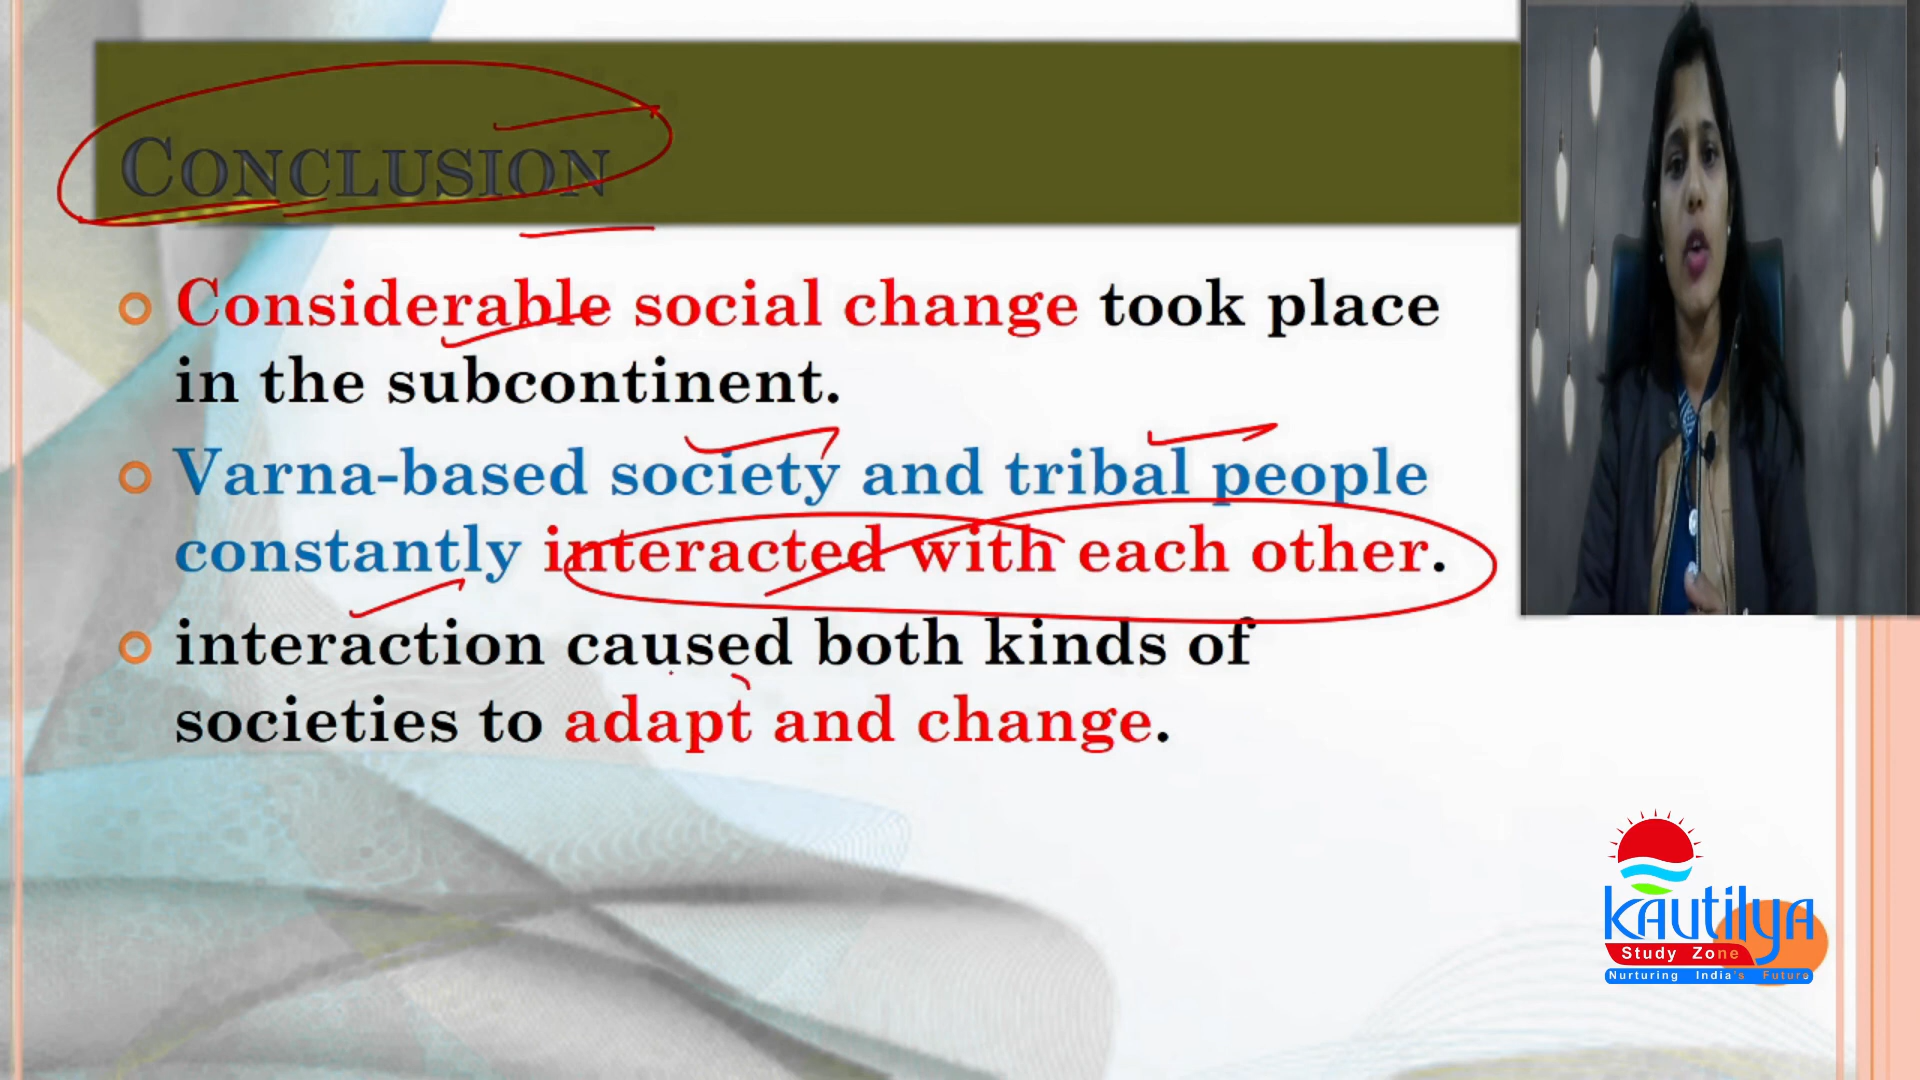 CONCLUSION
Considerable social change took place
in the subcontinent.
Varna-based society and tribal people
constantly interacted with each other.
interaction caused both kinds of
societies to adapt and change.
kautilya
Study Zone
Nurturing India's Future